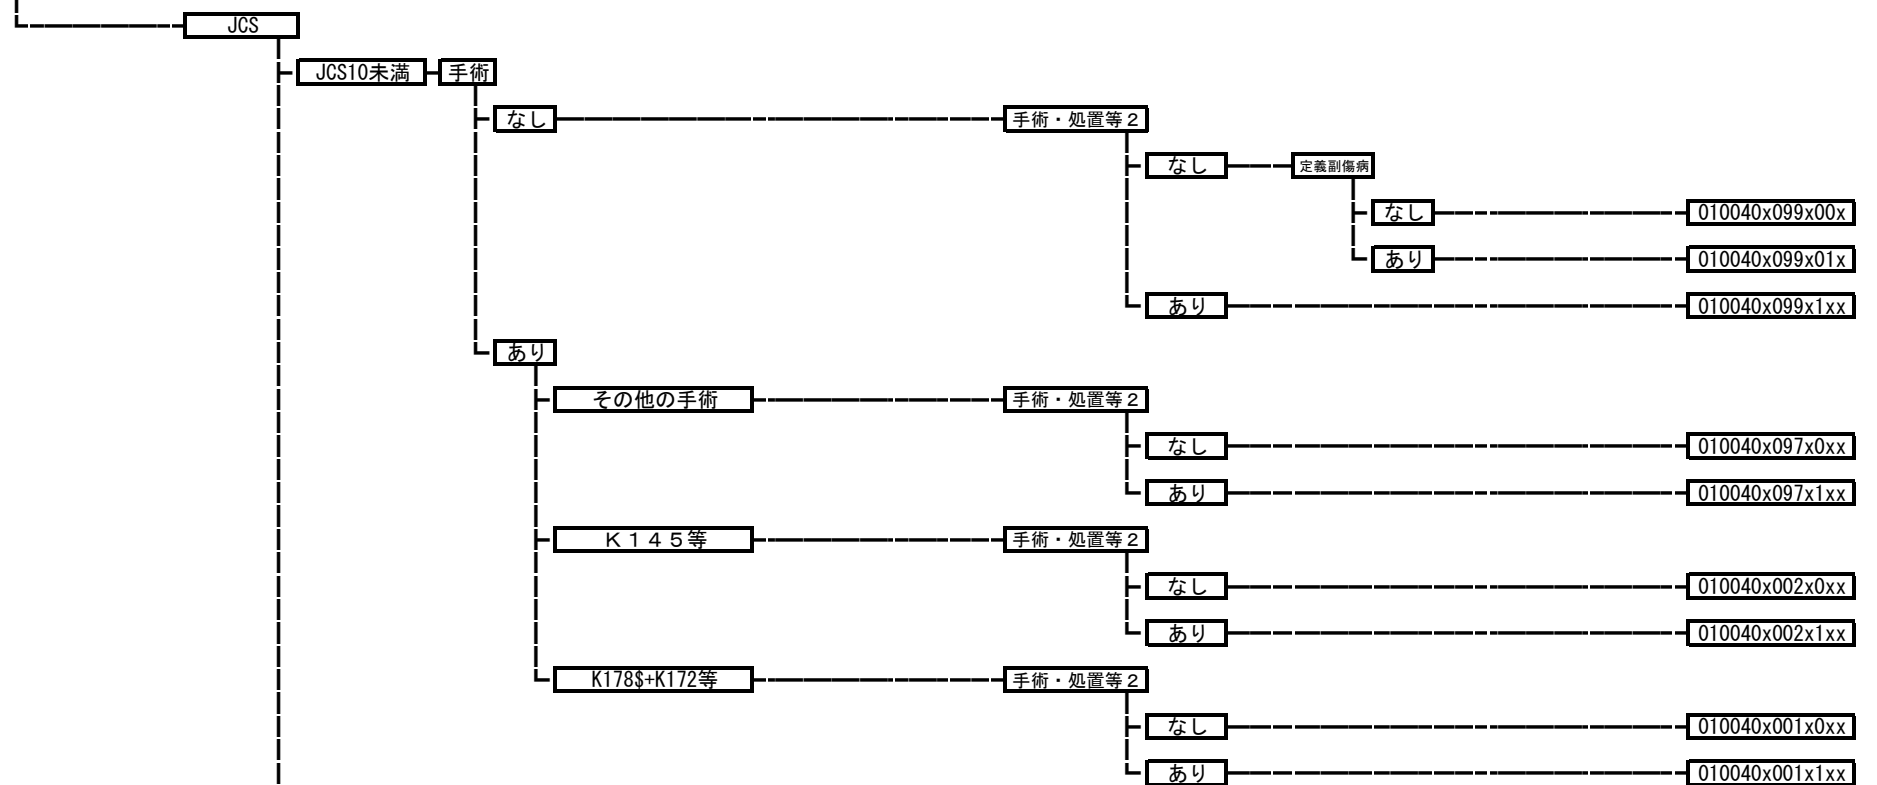 JCS
JCS10未満 手術
なし 手術・処置等２
なし 定義副傷病
なし 010040x099x00x
あり 010040x099x01x
あり 010040x099x1xx
あり
その他の手術 手術・処置等２
なし 010040x097x0xx
あり 010040x097x1xx
Ｋ１４５等 手術・処置等２
なし 010040x002x0xx
あり 010040x002x1xx
K178$+K172等 手術・処置等２
なし 010040x001x0xx
あり 010040x001x1xx